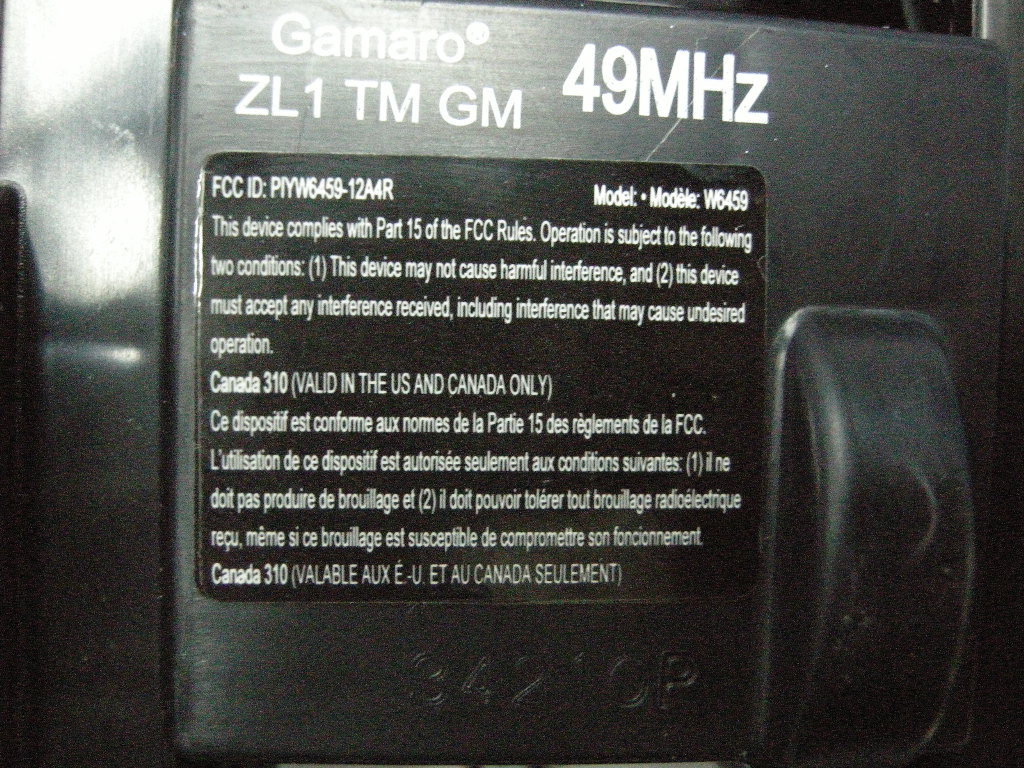 Gamaro®
ZL1 TM GM
49MHz
FCC ID: PIYW6459-12A4R
Model: • Modèle: W6459
This device complies with Part 15 of the FCC Rules. Operation is subject to the following
two conditions: (1) This device may not cause harmful interference, and (2) this device
must accept any interference received, including interference that may cause undesired
operation.
Canada 310 (VALID IN THE US AND CANADA ONLY)
Ce dispositif est conforme aux normes de la Partie 15 des règlements de la FCC.
L'utilisation de ce dispositif est autorisée seulement aux conditions suivantes: (1) il ne
doit pas produire de brouillage et (2) il doit pouvoir tolérer tout brouillage radioélectrique
reçu, même si ce brouillage est susceptible de compromettre son fonctionnement.
Canada 310 (VALABLE AUX É.-U. ET AU CANADA SEULEMENT)
34210P